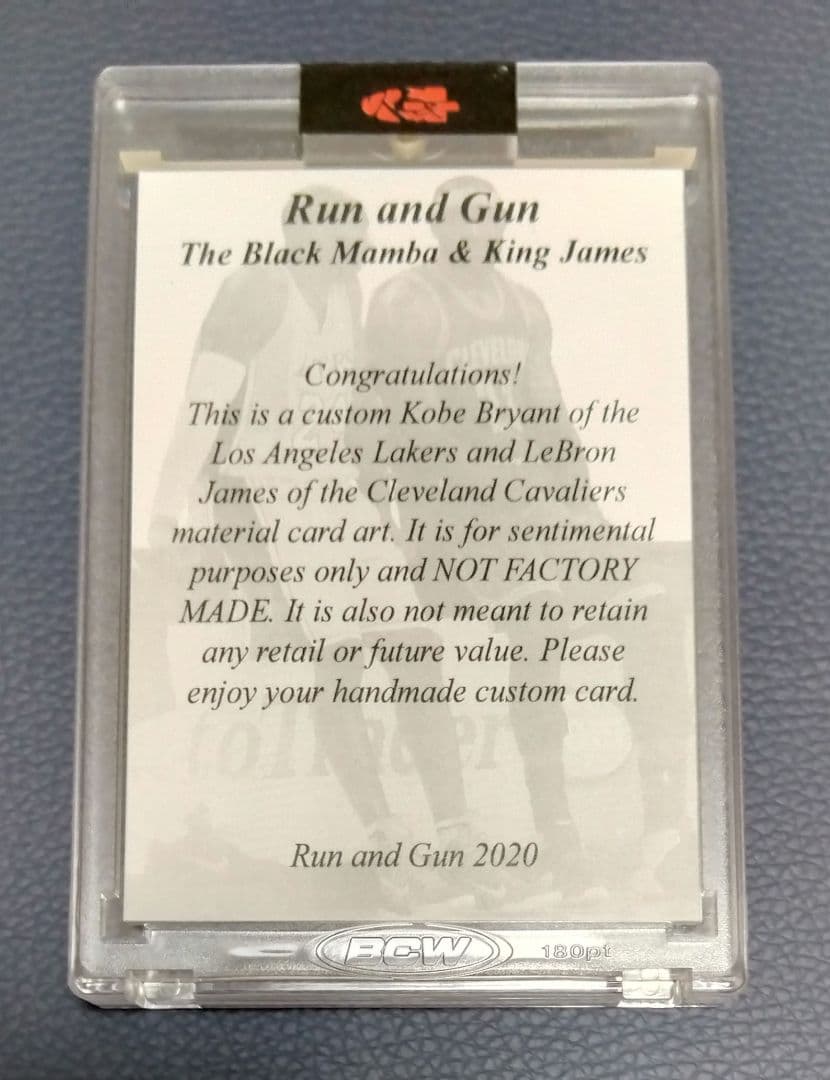 Run and Gun
The Black Mamba & King James
Congratulations!
This is a custom Kobe Bryant of the
Los Angeles Lakers and LeBron
James of the Cleveland Cavaliers
material card art. It is for sentimental
purposes only and NOT FACTORY
MADE. It is also not meant to retain
any retail or future value. Please
enjoy your handmade custom card.
Run and Gun 2020
BCW
180pt